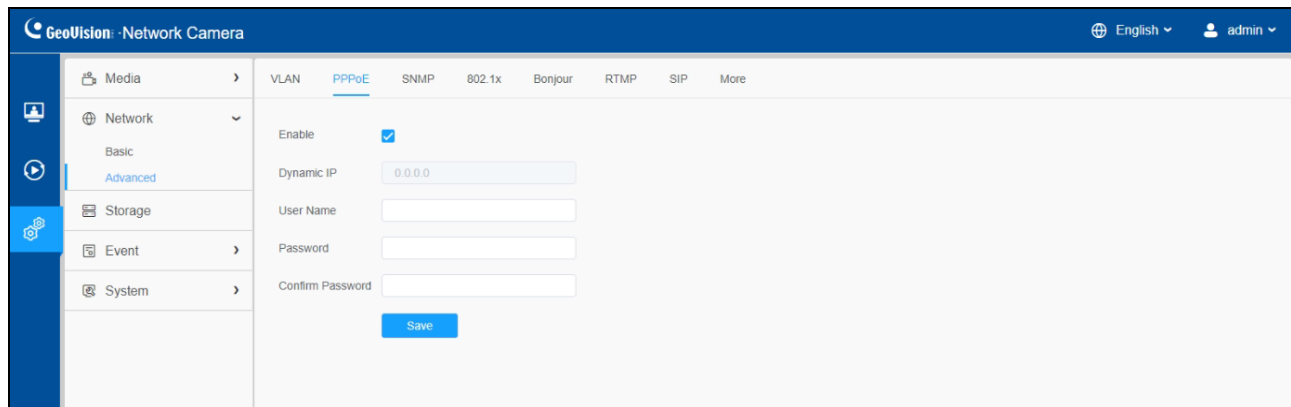 GeoVision Network Camera English admin
Media
Network
Basic
Advanced
Storage
Event
System
VLAN PPPoE SNMP 802.1x Bonjour RTMP SIP More
Enable
Dynamic IP 0.0.0.0
User Name
Password
Confirm Password
Save